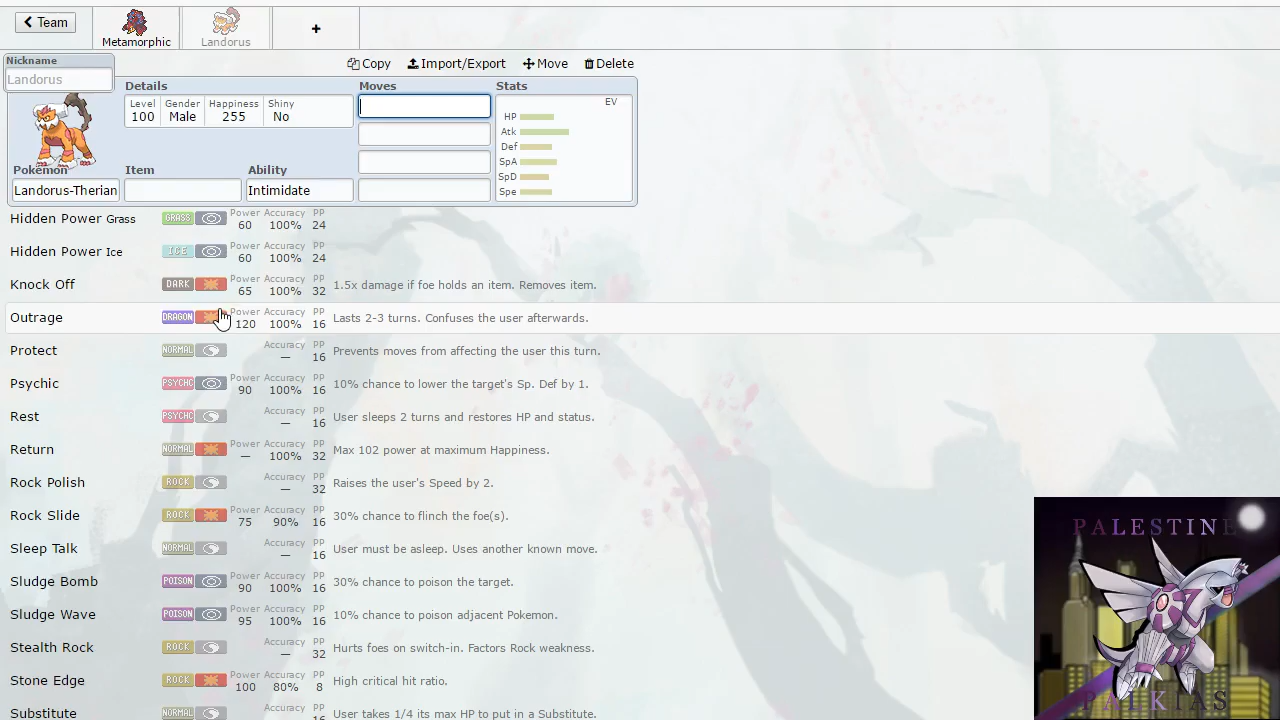 Team
Metamorphic
Landorus
+
Nickname
Landorus
Copy Import/Export Move Delete
Details
Moves
Stats
Level Gender Happiness Shiny
100 Male 255 No
EV
HP
Atk
Def
SpA
SpD
Spe
Pokémon Item Ability
Landorus-Therian Intimidate
Hidden Power Grass GRASS Power 60 Accuracy 100% PP 24
Hidden Power Ice ICE Power 60 Accuracy 100% PP 24
Knock Off DARK Power 65 Accuracy 100% PP 32 1.5x damage if foe holds an item. Removes item.
Outrage DRAGON Power 120 Accuracy 100% PP 16 Lasts 2-3 turns. Confuses the user afterwards.
Protect NORMAL Accuracy — PP 16 Prevents moves from affecting the user this turn.
Psychic PSYCHC Power 90 Accuracy 100% PP 16 10% chance to lower the target's Sp. Def by 1.
Rest PSYCHC Accuracy — PP 16 User sleeps 2 turns and restores HP and status.
Return NORMAL Power — Accuracy 100% PP 32 Max 102 power at maximum Happiness.
Rock Polish ROCK Accuracy — PP 32 Raises the user's Speed by 2.
Rock Slide ROCK Power 75 Accuracy 90% PP 16 30% chance to flinch the foe(s).
Sleep Talk NORMAL Accuracy — PP 16 User must be asleep. Uses another known move.
Sludge Bomb POISON Power 90 Accuracy 100% PP 16 30% chance to poison the target.
Sludge Wave POISON Power 95 Accuracy 100% PP 16 10% chance to poison adjacent Pokemon.
Stealth Rock ROCK Accuracy — PP 32 Hurts foes on switch-in. Factors Rock weakness.
Stone Edge ROCK Power 100 Accuracy 80% PP 8 High critical hit ratio.
Substitute NORMAL Accuracy PP 16 User takes 1/4 its max HP to put in a Substitute.
PALESTINE
PALKIAS